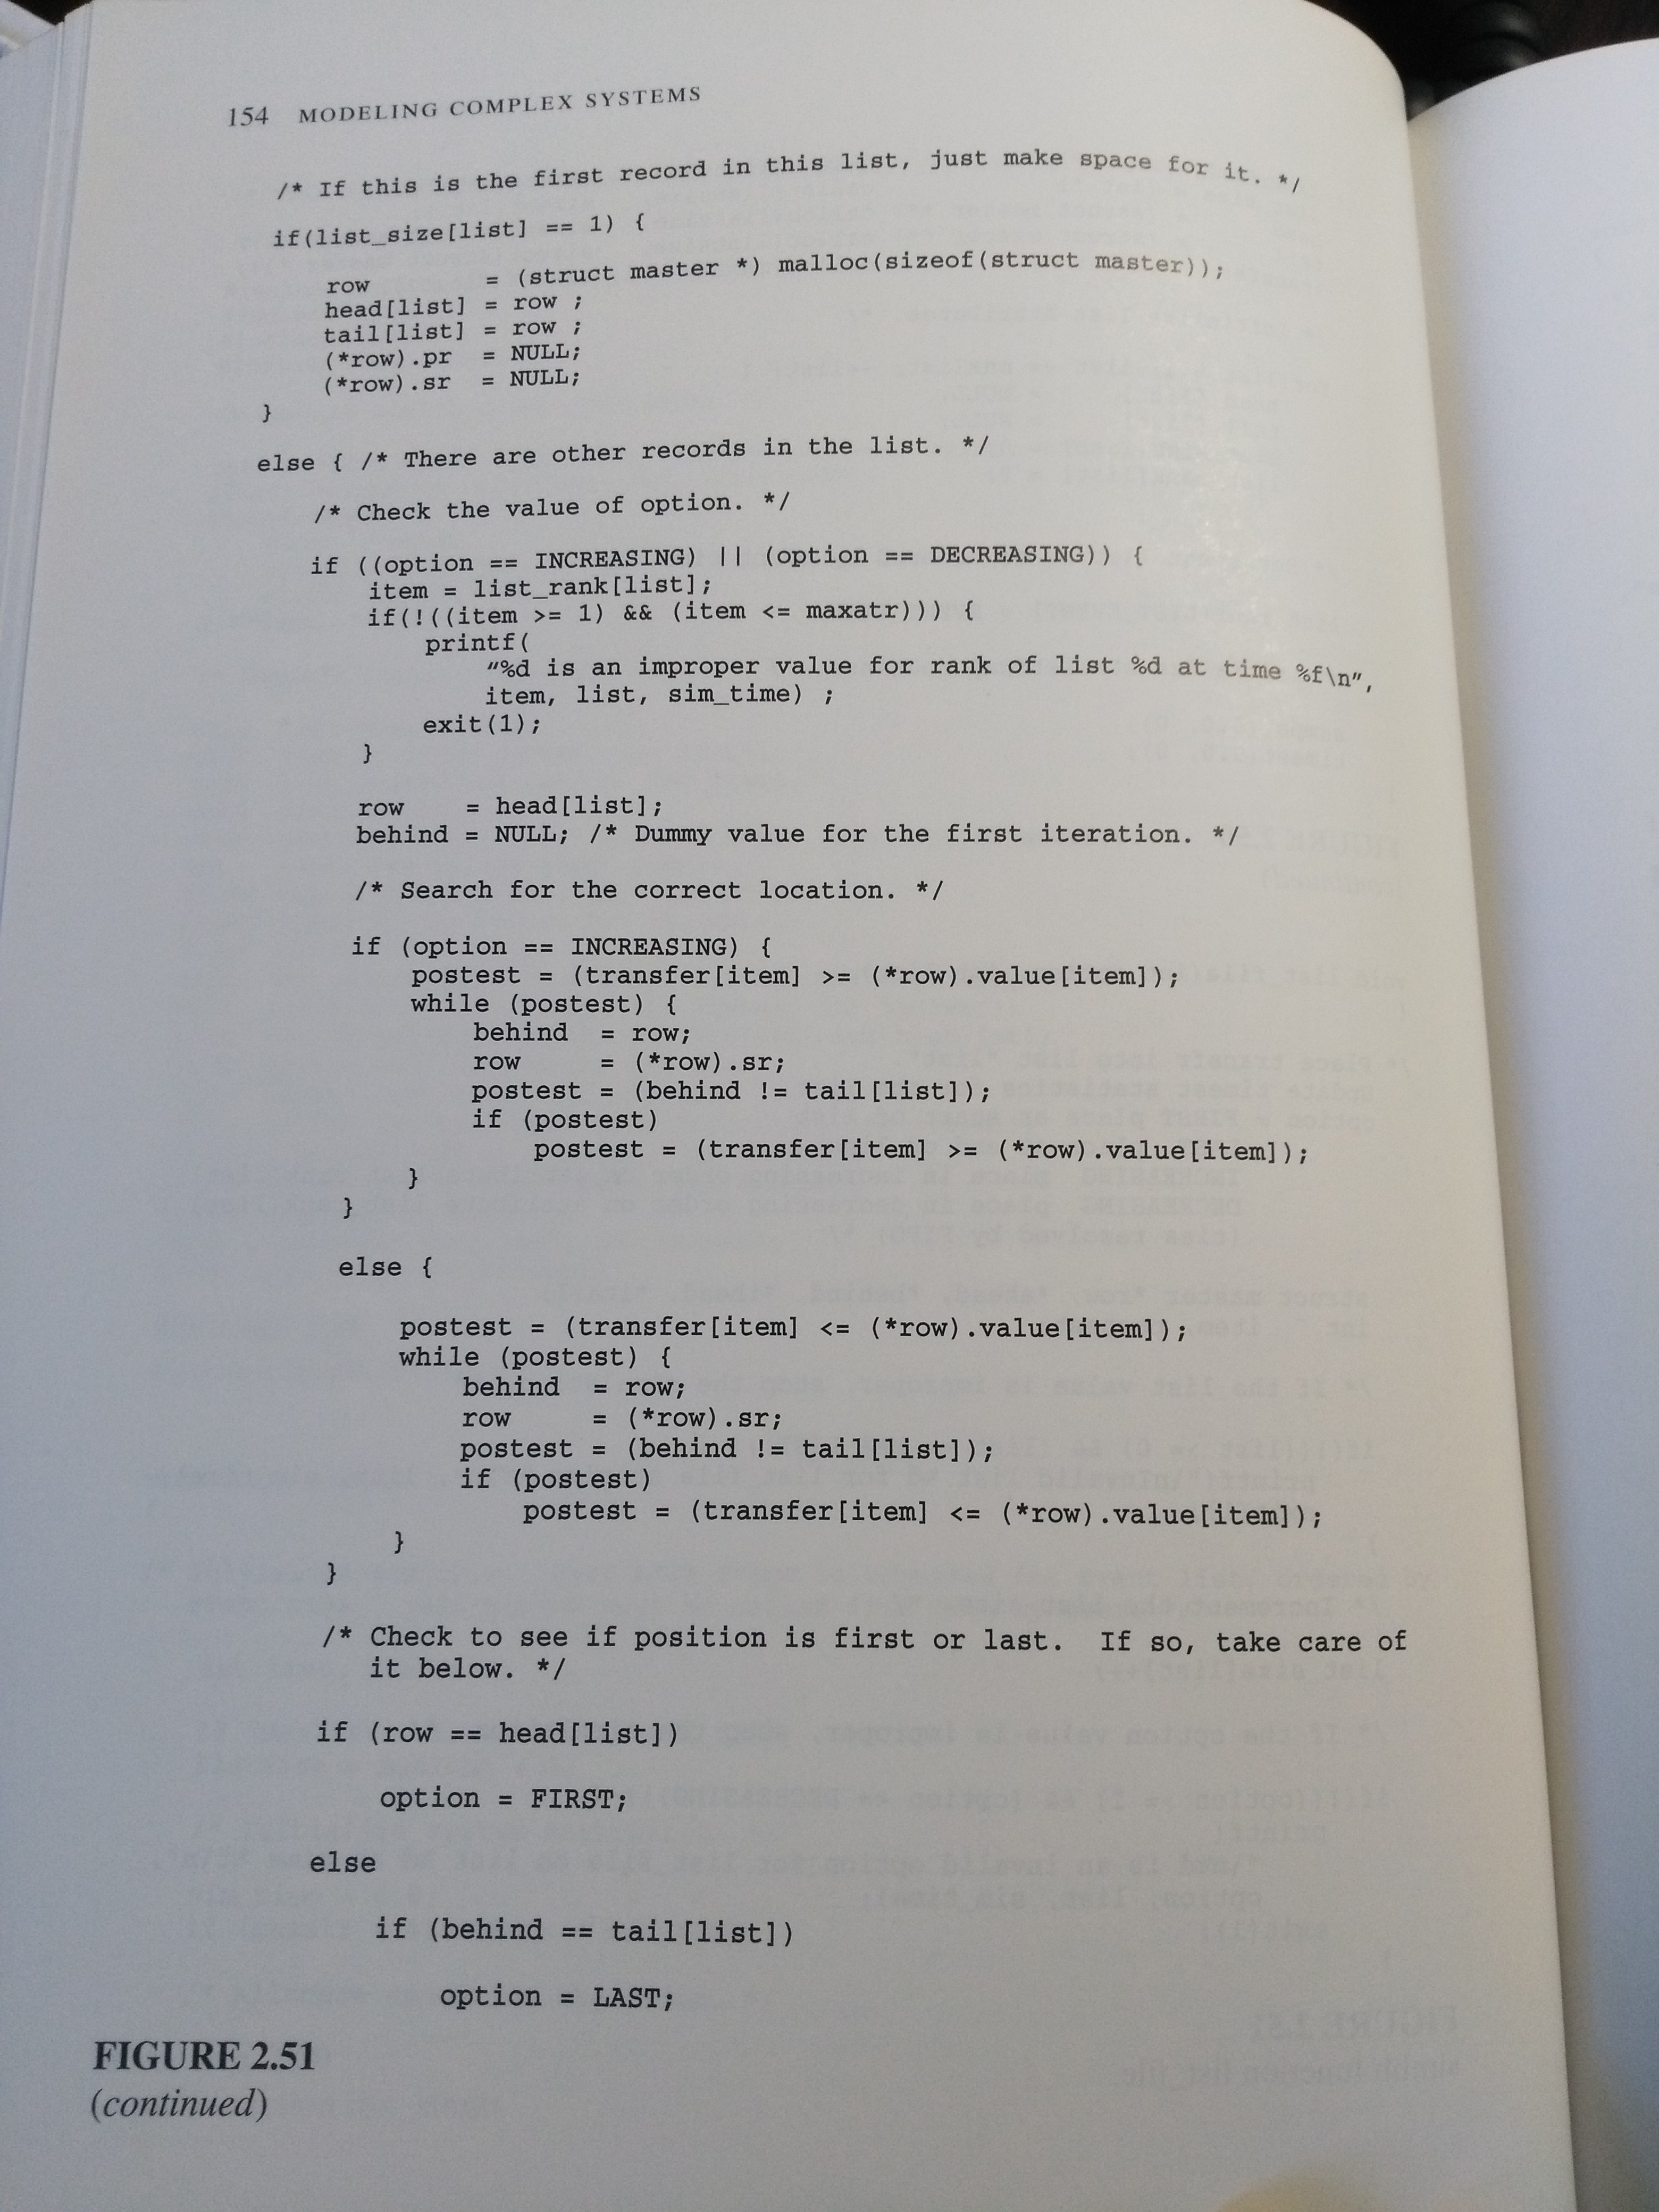 154 MODELING COMPLEX SYSTEMS
/* If this is the first record in this list, just make space for it. */
if(list_size[list] == 1) {
row = (struct master *) malloc(sizeof(struct master));
head[list] = row ;
tail[list] = row ;
(*row).pr = NULL;
(*row).sr = NULL;
}
else { /* There are other records in the list. */
/* Check the value of option. */
if ((option == INCREASING) || (option == DECREASING)) {
item = list_rank[list];
if(!((item >= 1) && (item <= maxatr))) {
printf(
"%d is an improper value for rank of list %d at time %f\n",
item, list, sim_time) ;
exit(1);
}
row = head[list];
behind = NULL; /* Dummy value for the first iteration. */
/* Search for the correct location. */
if (option == INCREASING) {
postest = (transfer[item] >= (*row).value[item]);
while (postest) {
behind = row;
row = (*row).sr;
postest = (behind != tail[list]);
if (postest)
postest = (transfer[item] >= (*row).value[item]);
}
}
else {
postest = (transfer[item] <= (*row).value[item]);
while (postest) {
behind = row;
row = (*row).sr;
postest = (behind != tail[list]);
if (postest)
postest = (transfer[item] <= (*row).value[item]);
}
}
/* Check to see if position is first or last. If so, take care of
it below. */
if (row == head[list])
option = FIRST;
else
if (behind == tail[list])
option = LAST;
FIGURE 2.51
(continued)